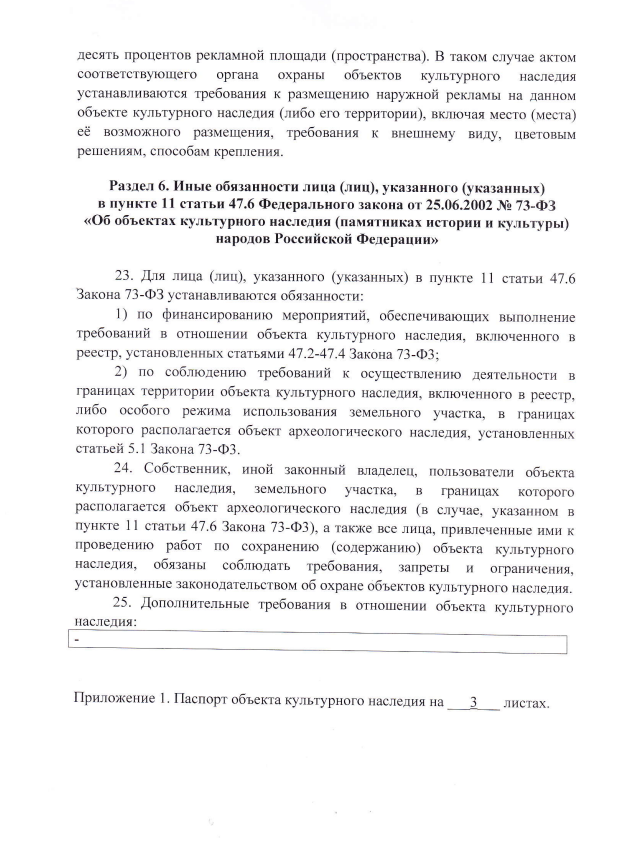 десять процентов рекламной площади (пространства). В таком случае актом
соответствующего органа охраны объектов культурного наследия
устанавливаются требования к размещению наружной рекламы на данном
объекте культурного наследия (либо его территории), включая место (места)
её возможного размещения, требования к внешнему виду, цветовым
решениям, способам крепления.
Раздел 6. Иные обязанности лица (лиц), указанного (указанных)
в пункте 11 статьи 47.6 Федерального закона от 25.06.2002 № 73-ФЗ
«Об объектах культурного наследия (памятниках истории и культуры)
народов Российской Федерации»
23. Для лица (лиц), указанного (указанных) в пункте 11 статьи 47.6
Закона 73-ФЗ устанавливаются обязанности:
1) по финансированию мероприятий, обеспечивающих выполнение
требований в отношении объекта культурного наследия, включенного в
реестр, установленных статьями 47.2-47.4 Закона 73-ФЗ;
2) по соблюдению требований к осуществлению деятельности в
границах территории объекта культурного наследия, включенного в реестр,
либо особого режима использования земельного участка, в границах
которого располагается объект археологического наследия, установленных
статьей 5.1 Закона 73-ФЗ.
24. Собственник, иной законный владелец, пользователи объекта
культурного наследия, земельного участка, в границах которого
располагается объект археологического наследия (в случае, указанном в
пункте 11 статьи 47.6 Закона 73-ФЗ), а также все лица, привлеченные ими к
проведению работ по сохранению (содержанию) объекта культурного
наследия, обязаны соблюдать требования, запреты и ограничения,
установленные законодательством об охране объектов культурного наследия.
25. Дополнительные требования в отношении объекта культурного
наследия:
-
Приложение 1. Паспорт объекта культурного наследия на ___3___ листах.